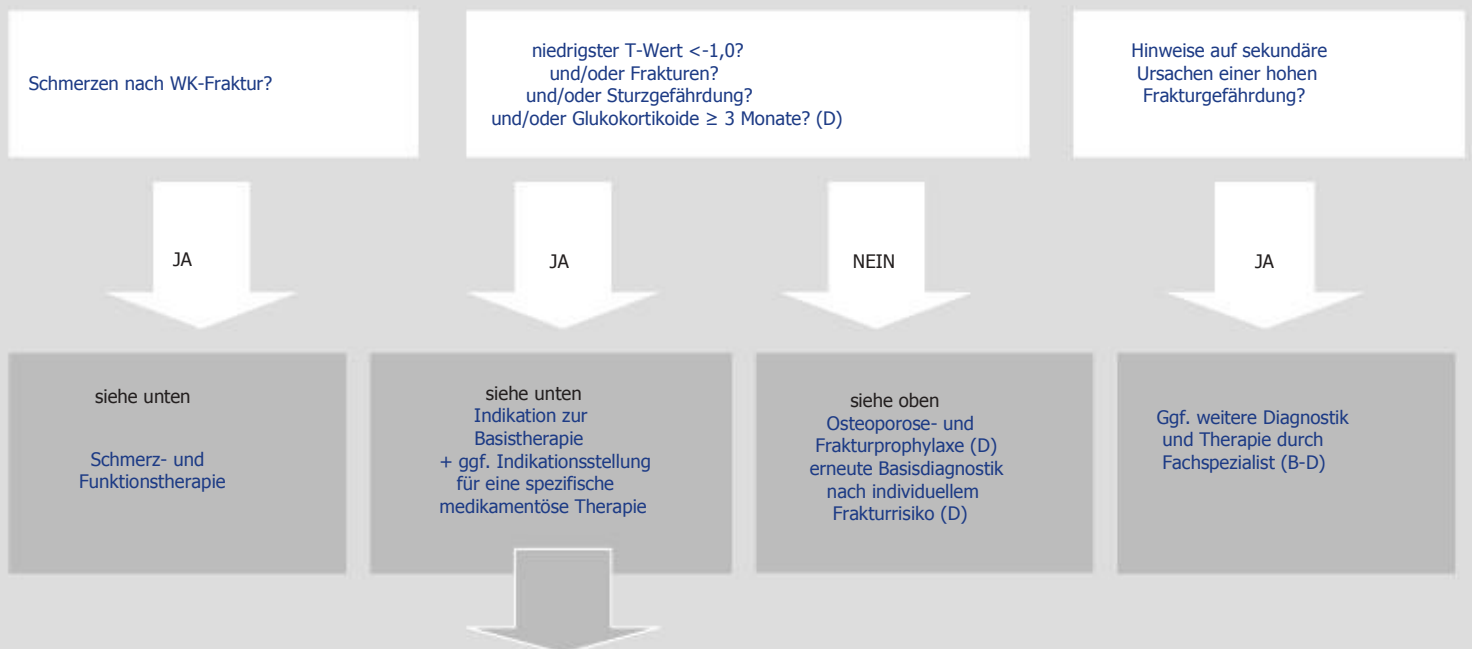 Schmerzen nach WK-Fraktur?
niedrigster T-Wert <-1,0?
und/oder Frakturen?
und/oder Sturzgefährdung?
und/oder Glukokortikoide ≥ 3 Monate? (D)
Hinweise auf sekundäre
Ursachen einer hohen
Frakturgefährdung?
JA
JA
NEIN
JA
siehe unten
Schmerz- und
Funktionstherapie
siehe unten
Indikation zur
Basistherapie
+ ggf. Indikationsstellung
für eine spezifische
medikamentöse Therapie
siehe oben
Osteoporose- und
Frakturprophylaxe (D)
erneute Basisdiagnostik
nach individuellem
Frakturrisiko (D)
Ggf. weitere Diagnostik
und Therapie durch
Fachspezialist (B-D)